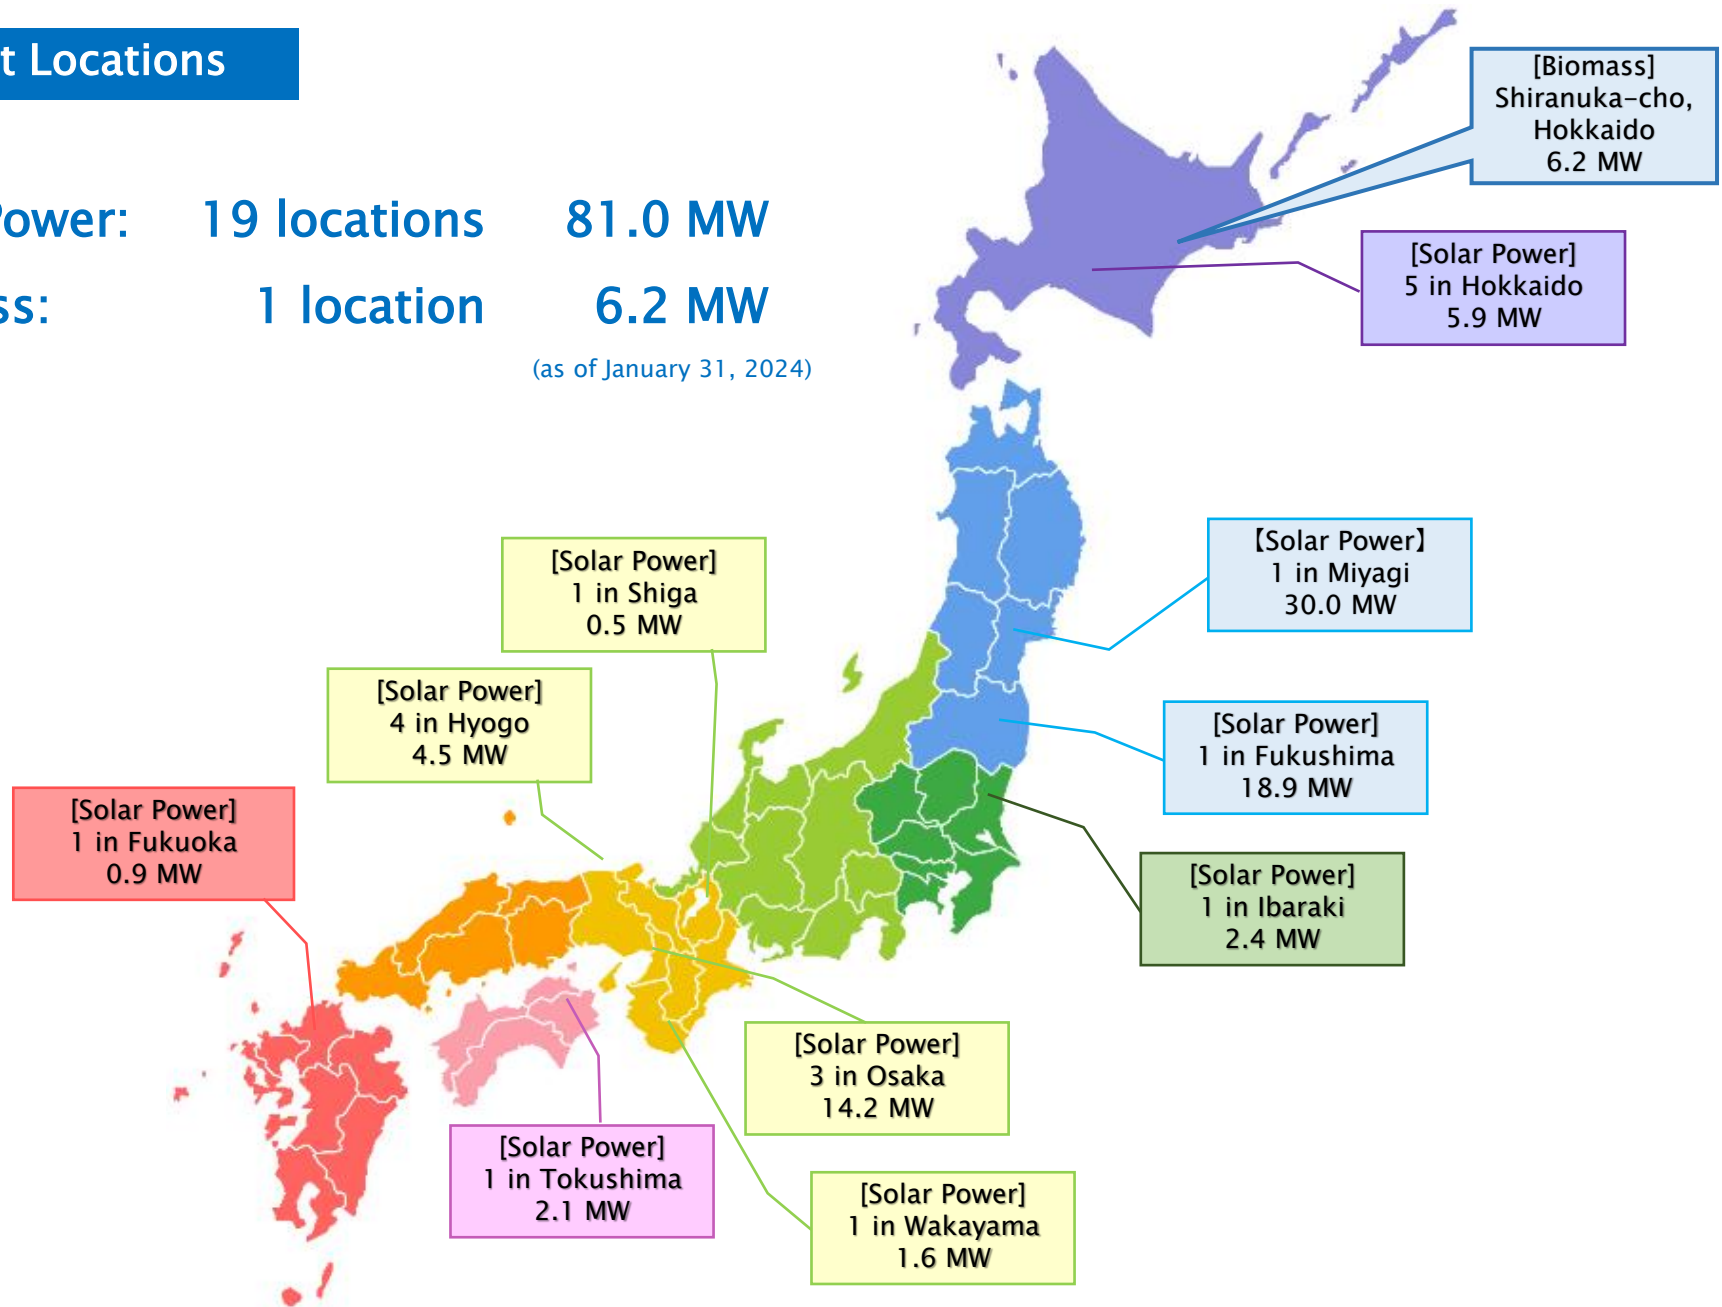 t Locations
Power: 19 locations 81.0 MW
ss: 1 location 6.2 MW
(as of January 31, 2024)
[Biomass]
Shiranuka-cho,
Hokkaido
6.2 MW
[Solar Power]
5 in Hokkaido
5.9 MW
【Solar Power】
1 in Miyagi
30.0 MW
[Solar Power]
1 in Shiga
0.5 MW
[Solar Power]
4 in Hyogo
4.5 MW
[Solar Power]
1 in Fukushima
18.9 MW
[Solar Power]
1 in Fukuoka
0.9 MW
[Solar Power]
1 in Ibaraki
2.4 MW
[Solar Power]
3 in Osaka
14.2 MW
[Solar Power]
1 in Tokushima
2.1 MW
[Solar Power]
1 in Wakayama
1.6 MW